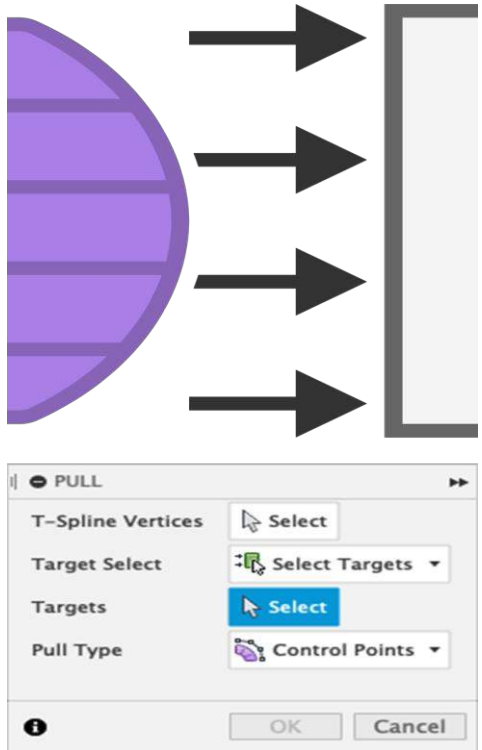 PULL
T-Spline Vertices Select
Target Select Select Targets
Targets Select
Pull Type Control Points
OK Cancel